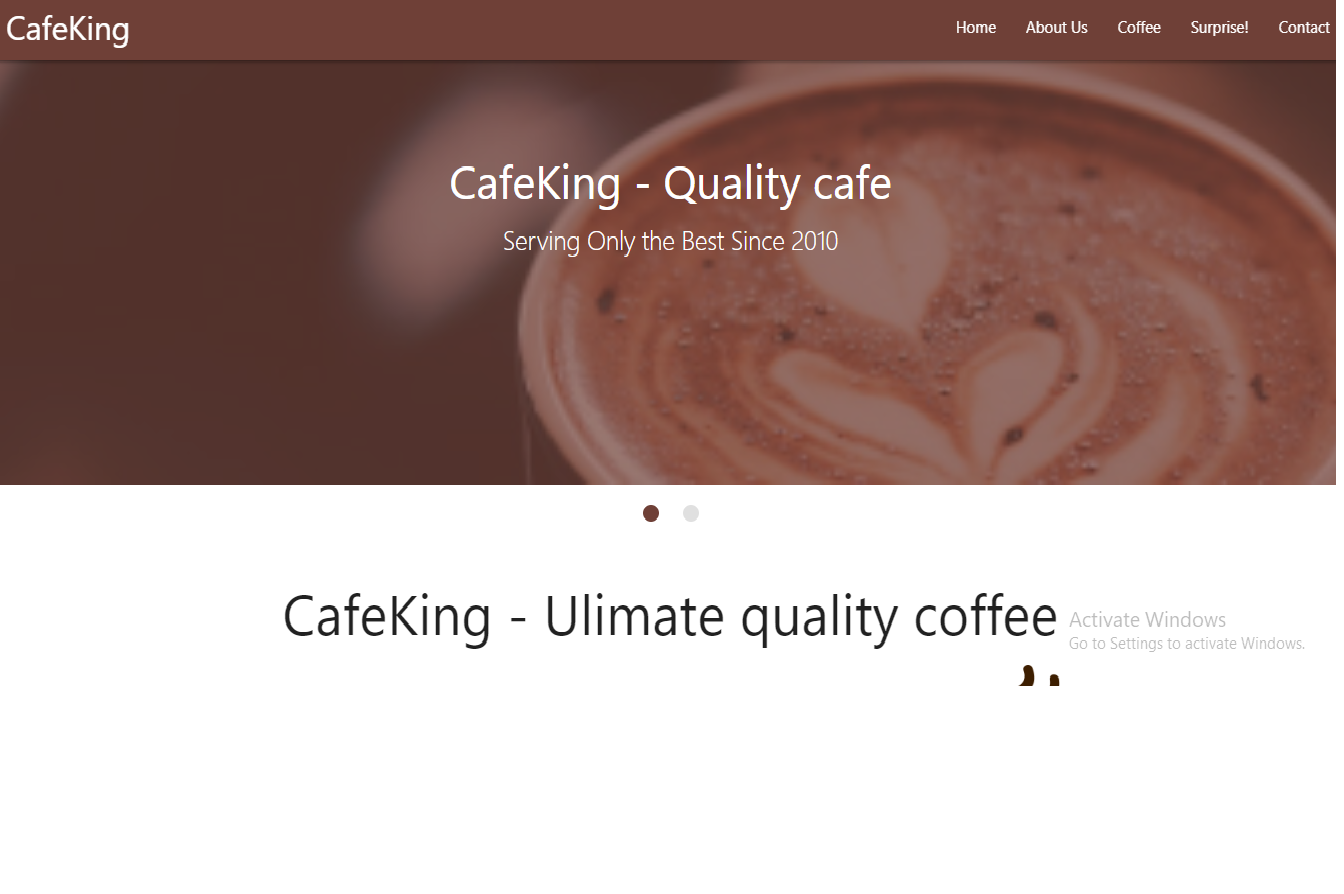 CafeKing
Home About Us Coffee Surprise! Contact
CafeKing - Quality cafe
Serving Only the Best Since 2010
CafeKing - Ulimate quality coffee
Activate Windows
Go to Settings to activate Windows.